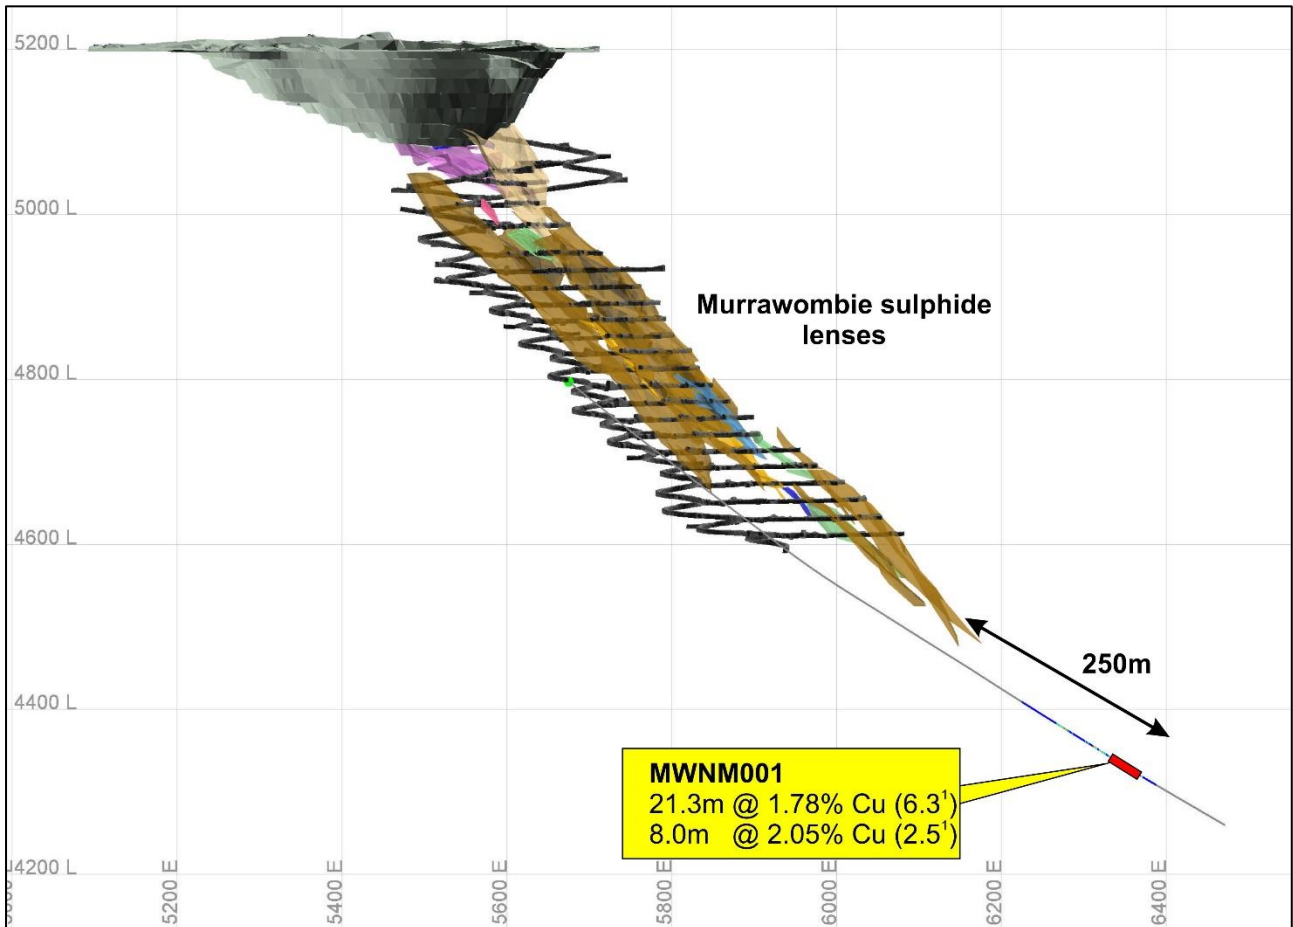 5200 L
5000 L
Murrawombie sulphide
lenses
4800 L
4600 L
250m
4400 L
MWNM001
21.3m @ 1.78% Cu (6.3¹)
8.0m @ 2.05% Cu (2.5¹)
4200 L
5200 E
5400 E
5600 E
5800 E
6000 E
6200 E
6400 E